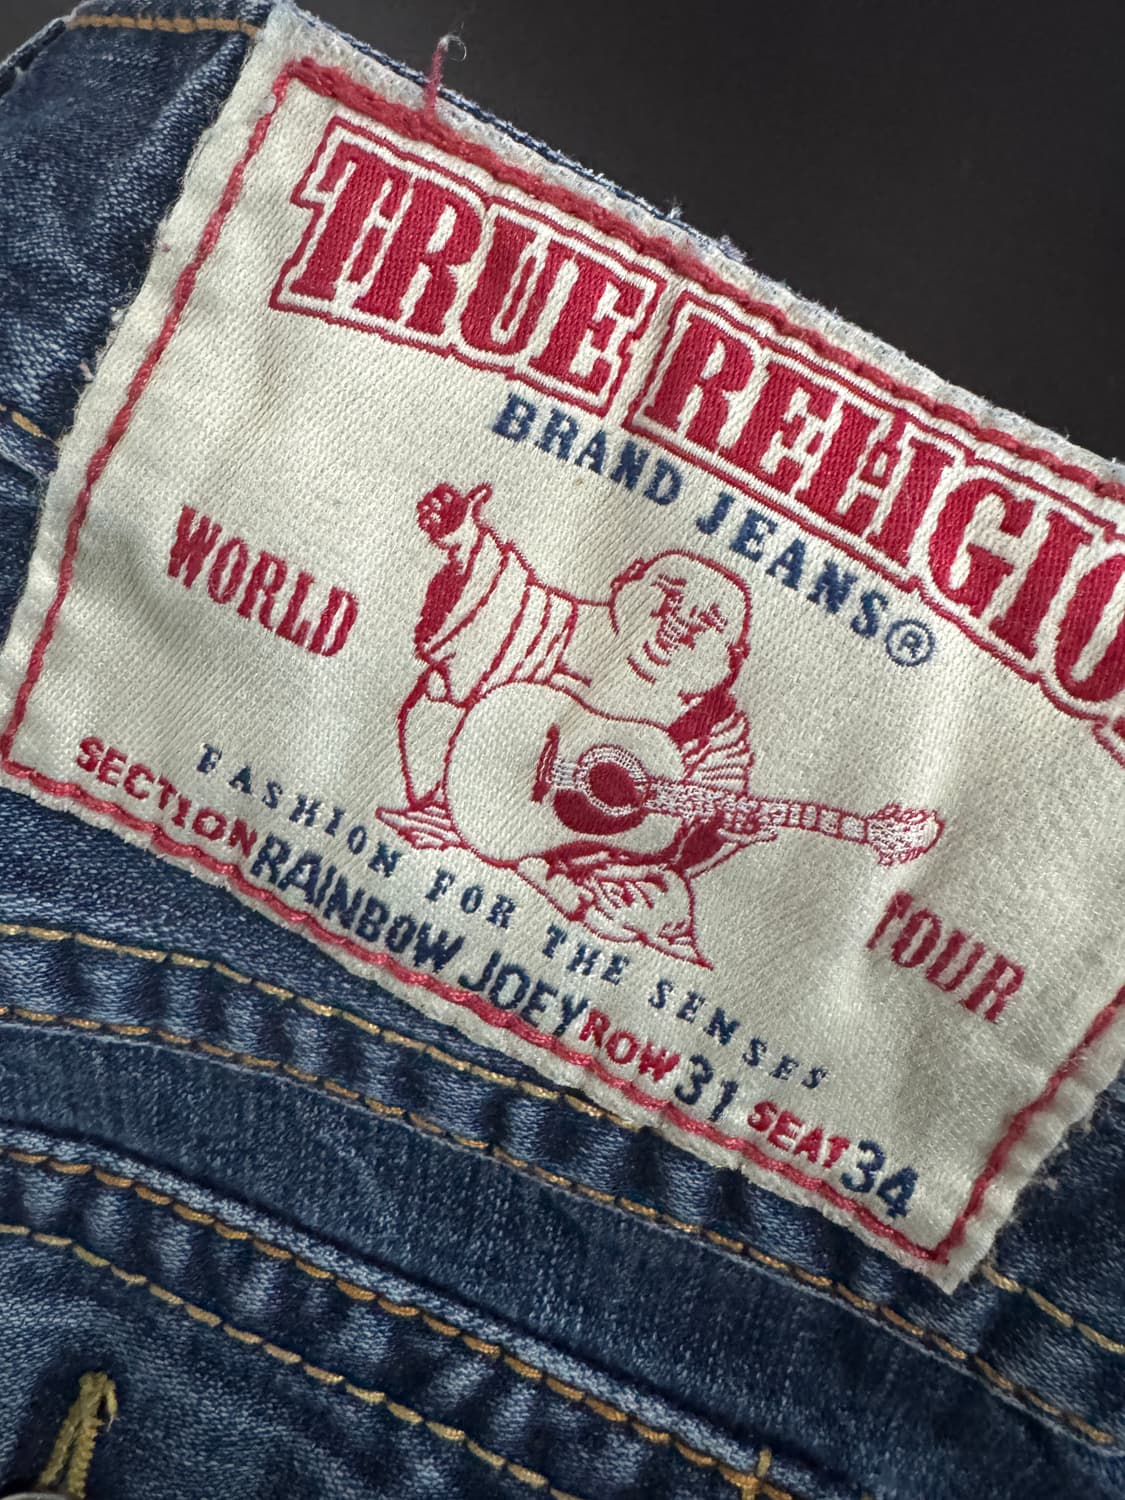 TRUE RELIGIO
BRAND JEANS®
WORLD TOUR
FASHION FOR THE SENSES
SECTION RAINBOW JOEY ROW 31 SEAT 34